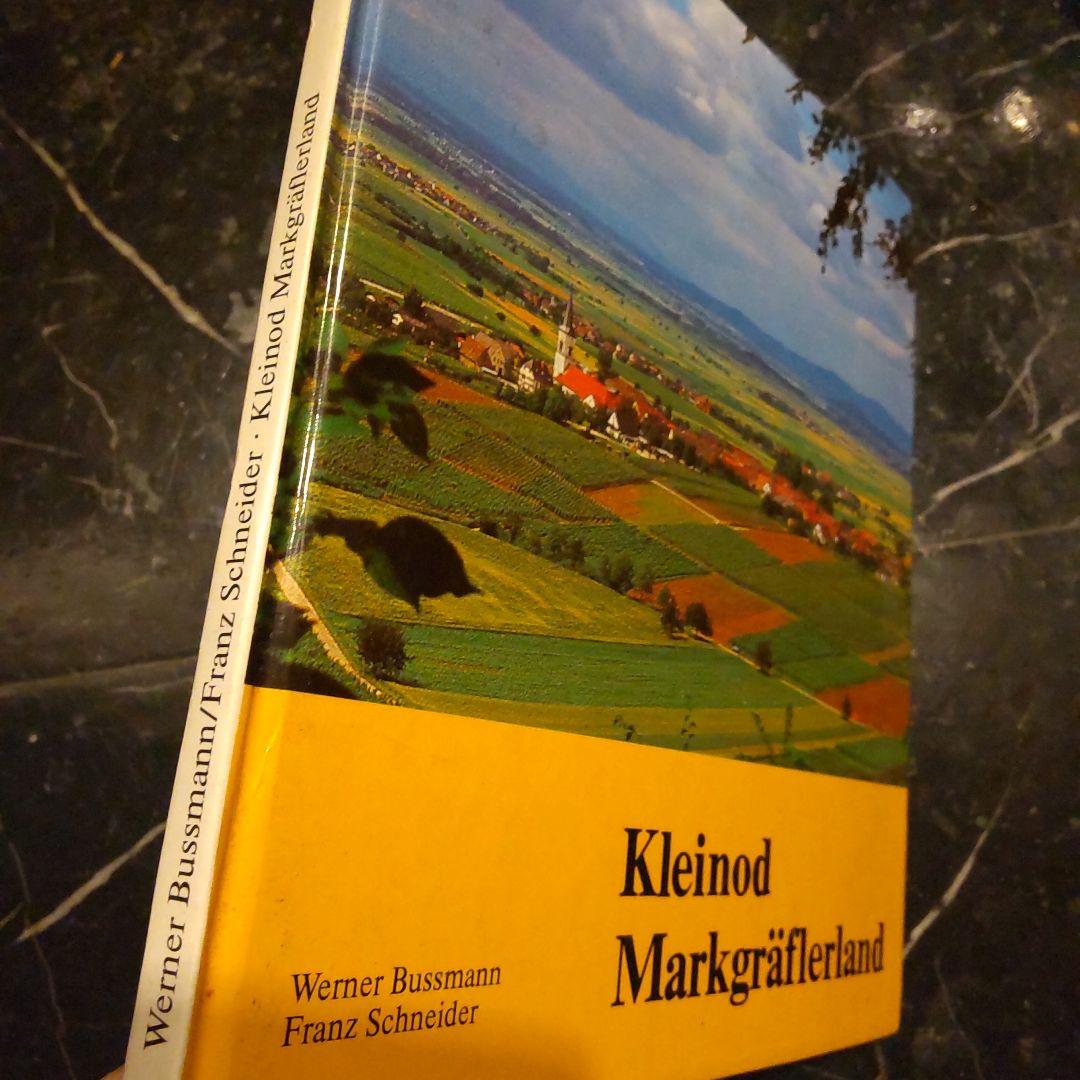 Werner Bussmann/Franz Schneider · Kleinod Markgräflerland
Kleinod
Markgräflerland
Werner Bussmann
Franz Schneider